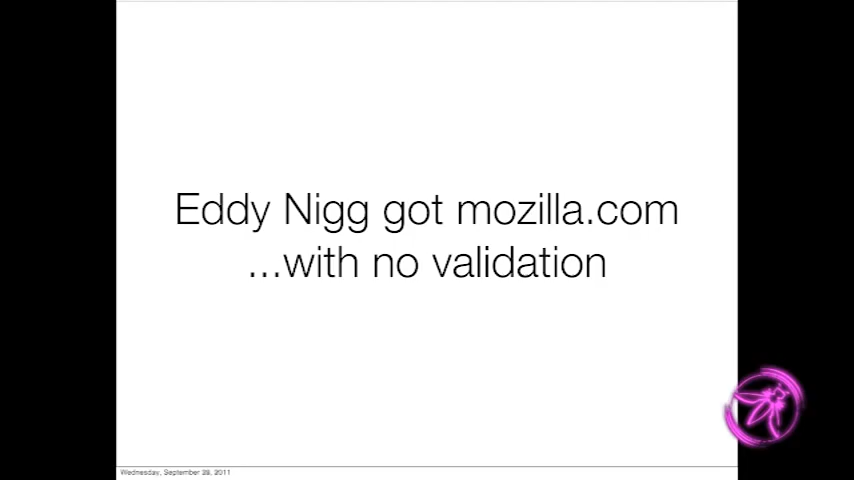 Eddy Nigg got mozilla.com
...with no validation
Wednesday, September 28, 2011